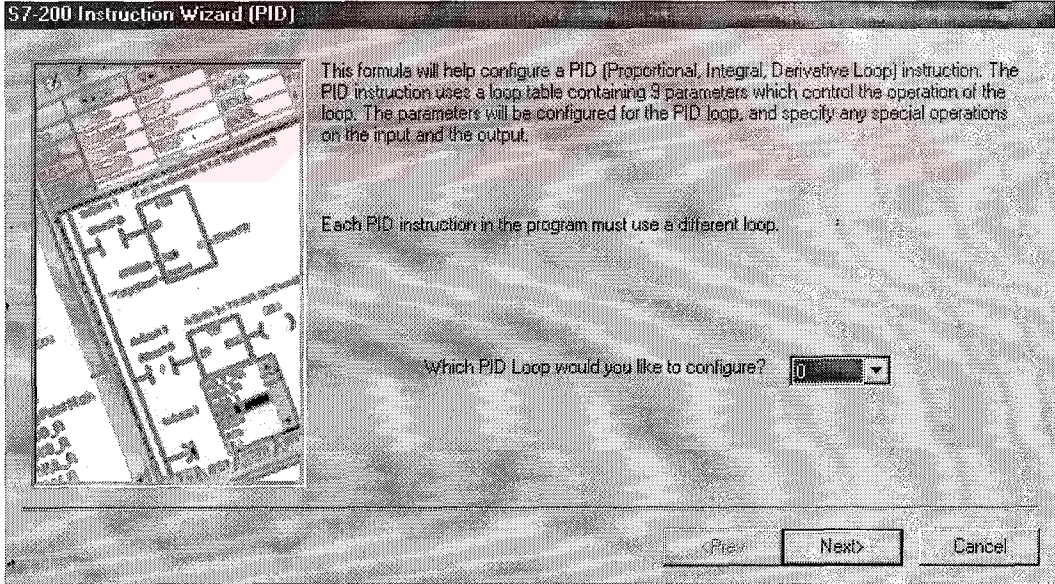 S7-200 Instruction Wizard (PID)
This formula will help configure a PID (Proportional, Integral, Derivative Loop) instruction. The
PID instruction uses a loop table containing 9 parameters which control the operation of the
loop. The parameters will be configured for the PID loop, and specify any special operations
on the input and the output.
Each PID instruction in the program must use a different loop.
Which PID Loop would you like to configure? 0
<Prev Next> Cancel